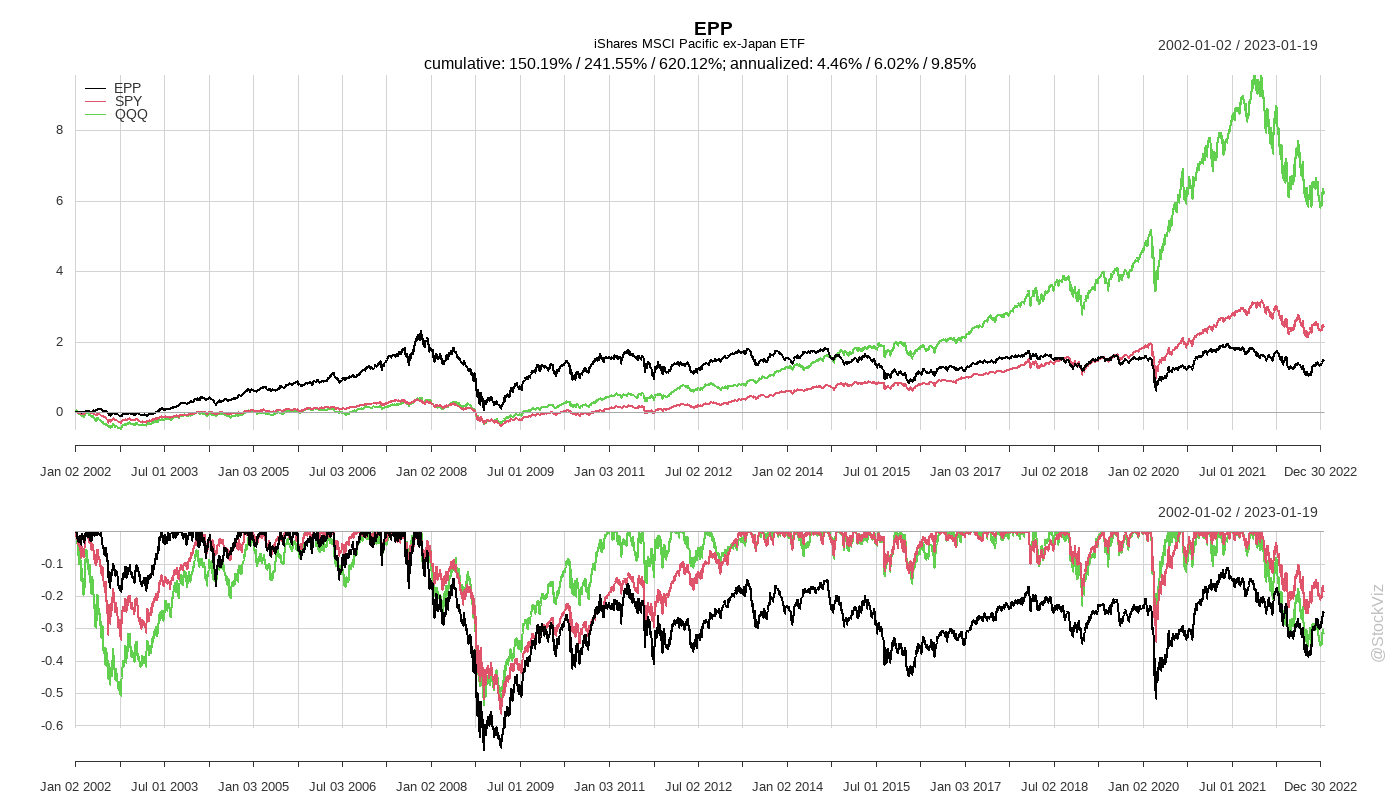 EPP
iShares MSCI Pacific ex-Japan ETF
2002-01-02 / 2023-01-19
cumulative: 150.19% / 241.55% / 620.12%; annualized: 4.46% / 6.02% / 9.85%
EPP
SPY
QQQ
8
6
4
2
0
Jan 02 2002 Jul 01 2003 Jan 03 2005 Jul 03 2006 Jan 02 2008 Jul 01 2009 Jan 03 2011 Jul 02 2012 Jan 02 2014 Jul 01 2015 Jan 03 2017 Jul 02 2018 Jan 02 2020 Jul 01 2021 Dec 30 2022
2002-01-02 / 2023-01-19
-0.1
-0.2
-0.3
-0.4
-0.5
-0.6
Jan 02 2002 Jul 01 2003 Jan 03 2005 Jul 03 2006 Jan 02 2008 Jul 01 2009 Jan 03 2011 Jul 02 2012 Jan 02 2014 Jul 01 2015 Jan 03 2017 Jul 02 2018 Jan 02 2020 Jul 01 2021 Dec 30 2022
@StockViz